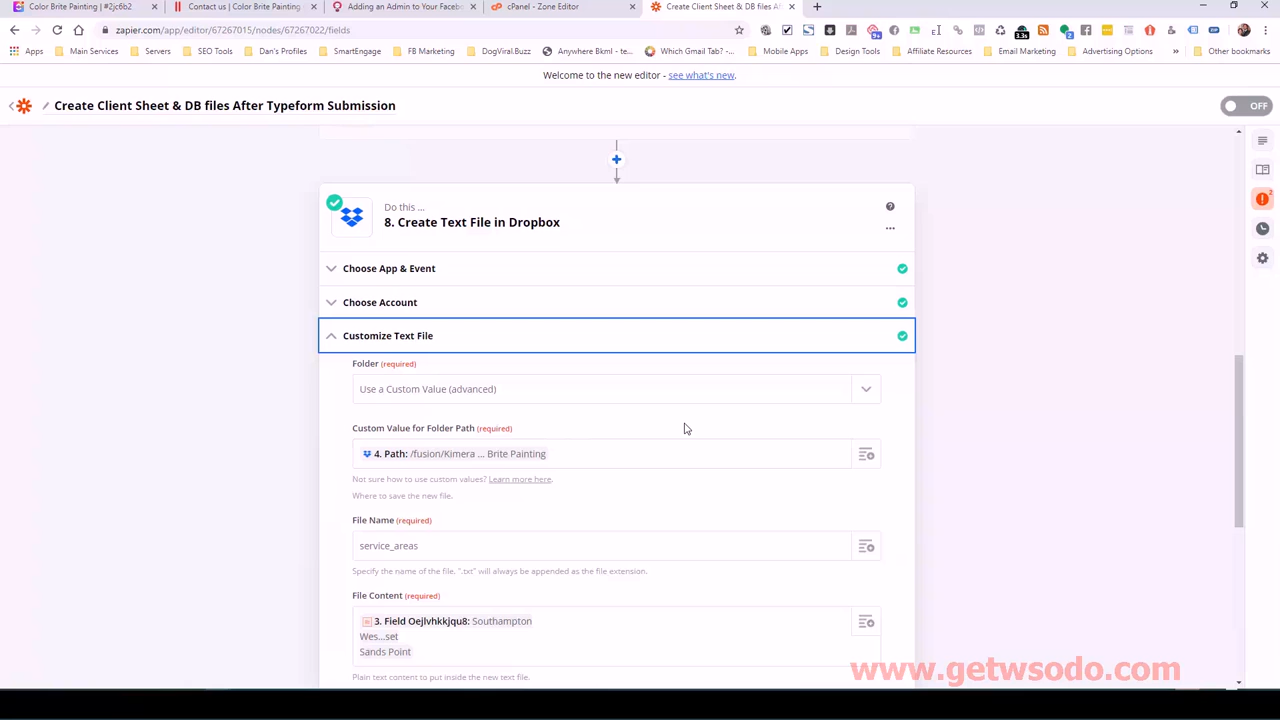 Color Brite Painting | #2jc6b2
Contact us | Color Brite Painting
Adding an Admin to Your Facebo
cPanel - Zone Editor
Create Client Sheet & DB files Af
zapier.com/app/editor/67267015/nodes/67267022/fields
Apps
Main Services
Servers
SEO Tools
Dan's Profiles
SmartEngage
FB Marketing
DogViral.Buzz
Anywhere Bkml - te...
Which Gmail Tab? -...
Mobile Apps
Design Tools
Affiliate Resources
Email Marketing
Advertising Options
»
Other bookmarks
Welcome to the new editor - see what's new.
Create Client Sheet & DB files After Typeform Submission
OFF
Do this ...
8. Create Text File in Dropbox
Choose App & Event
Choose Account
Customize Text File
Folder (required)
Use a Custom Value (advanced)
Custom Value for Folder Path (required)
4. Path: /fusion/Kimera ... Brite Painting
Not sure how to use custom values? Learn more here.
Where to save the new file.
File Name (required)
service_areas
Specify the name of the file. ".txt" will always be appended as the file extension.
File Content (required)
3. Field Oejlvhkkjqu8: Southampton
Wes...set
Sands Point
Plain text content to put inside the new text file.
www.getwsodo.com